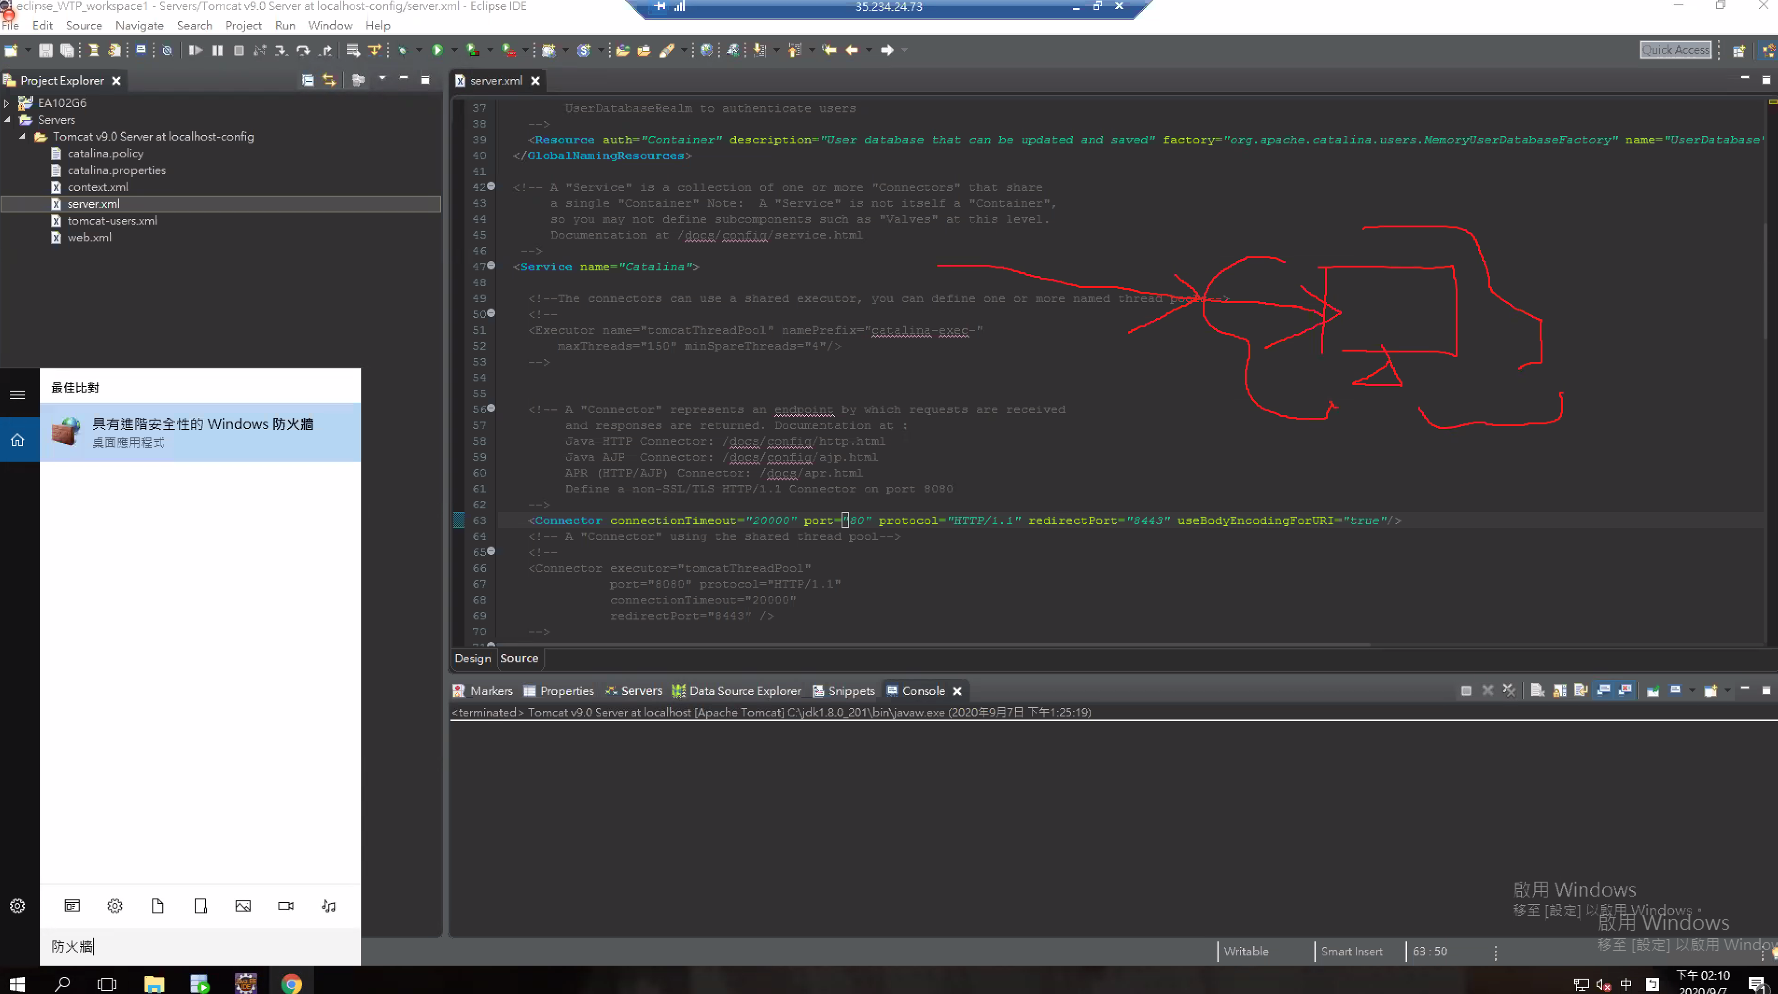 eclipse_WTP_workspace1 - Servers/Tomcat v9.0 Server at localhost-config/server.xml - Eclipse IDE
35.234.24.73
File Edit Source Navigate Search Project Run Window Help
Quick Access
Project Explorer
server.xml
EA102G6
Servers
Tomcat v9.0 Server at localhost-config
catalina.policy
catalina.properties
context.xml
server.xml
tomcat-users.xml
web.xml
37 UserDatabaseRealm to authenticate users
38 -->
39 <Resource auth="Container" description="User database that can be updated and saved" factory="org.apache.catalina.users.MemoryUserDatabaseFactory" name="UserDatabase"
40 </GlobalNamingResources>
41
42 <!-- A "Service" is a collection of one or more "Connectors" that share
43 a single "Container" Note: A "Service" is not itself a "Container",
44 so you may not define subcomponents such as "Valves" at this level.
45 Documentation at /docs/config/service.html
46 -->
47 <Service name="Catalina">
48
49 <!--The connectors can use a shared executor, you can define one or more named thread pools-->
50 <!--
51 <Executor name="tomcatThreadPool" namePrefix="catalina-exec-"
52 maxThreads="150" minSpareThreads="4"/>
53 -->
54
55
56 <!-- A "Connector" represents an endpoint by which requests are received
57 and responses are returned. Documentation at :
58 Java HTTP Connector: /docs/config/http.html
59 Java AJP Connector: /docs/config/ajp.html
60 APR (HTTP/AJP) Connector: /docs/apr.html
61 Define a non-SSL/TLS HTTP/1.1 Connector on port 8080
62 -->
63 <Connector connectionTimeout="20000" port="80" protocol="HTTP/1.1" redirectPort="8443" useBodyEncodingForURI="true"/>
64 <!-- A "Connector" using the shared thread pool-->
65 <!--
66 <Connector executor="tomcatThreadPool"
67 port="8080" protocol="HTTP/1.1"
68 connectionTimeout="20000"
69 redirectPort="8443" />
70 -->
Design Source
Markers Properties Servers Data Source Explorer Snippets Console
<terminated> Tomcat v9.0 Server at localhost [Apache Tomcat] C:\jdk1.8.0_201\bin\javaw.exe (2020年9月7日 下午1:25:19)
最佳比對
具有進階安全性的 Windows 防火牆
桌面應用程式
防火牆
啟用 Windows
移至 [設定] 以啟用 Windows。
啟用 Windows
移至 [設定] 以啟用 Windows
Writable Smart Insert 63 : 50
中
下午 02:10
2020/9/7